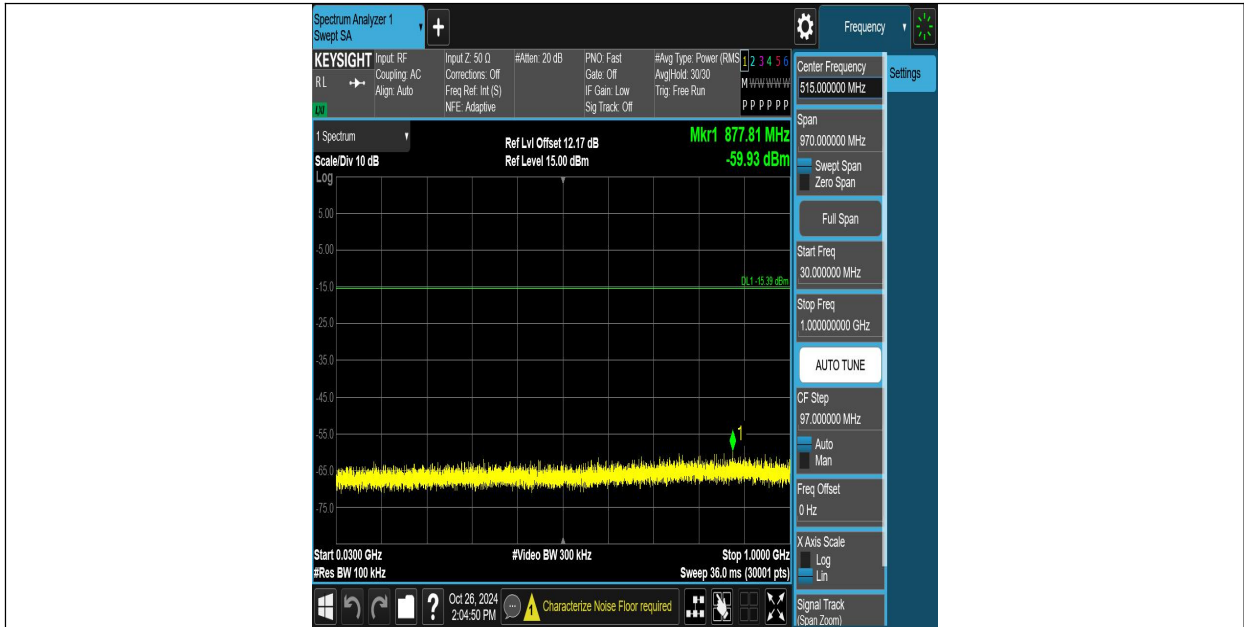 Spectrum Analyzer 1
Swept SA
+
Frequency
KEYSIGHT
RL
LXI
Input: RF
Coupling: AC
Align: Auto
Input Z: 50 Ω
Corrections: Off
Freq Ref: Int (S)
NFE: Adaptive
#Atten: 20 dB
PNO: Fast
Gate: Off
IF Gain: Low
Sig Track: Off
#Avg Type: Power (RMS
Avg|Hold: 30/30
Trig: Free Run
1 2 3 4 5 6
M W W W W W
P P P P P P
1 Spectrum
Scale/Div 10 dB
Ref Lvl Offset 12.17 dB
Ref Level 15.00 dBm
Mkr1 877.81 MHz
-59.93 dBm
Log
5.00
-5.00
-15.0
DL1 -15.39 dBm
-25.0
-35.0
-45.0
-55.0
1
-65.0
-75.0
Start 0.0300 GHz
#Video BW 300 kHz
Stop 1.0000 GHz
#Res BW 100 kHz
Sweep 36.0 ms (30001 pts)
Center Frequency
515.000000 MHz
Settings
Span
970.000000 MHz
Swept Span
Zero Span
Full Span
Start Freq
30.000000 MHz
Stop Freq
1.000000000 GHz
AUTO TUNE
CF Step
97.000000 MHz
Auto
Man
Freq Offset
0 Hz
X Axis Scale
Log
Lin
Signal Track
(Span Zoom)
?
Oct 26, 2024
2:04:50 PM
Characterize Noise Floor required